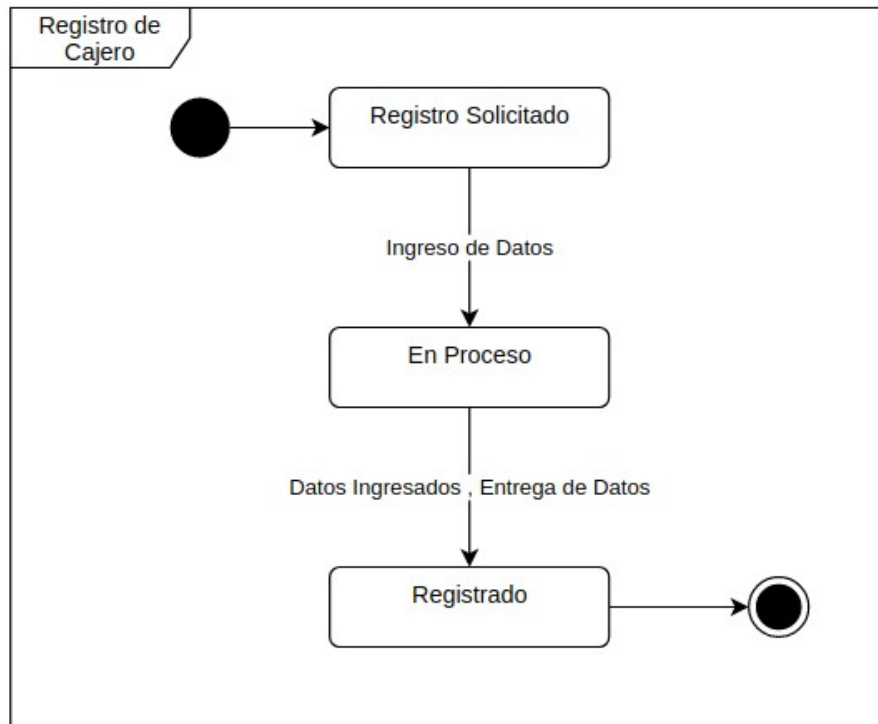 Registro de
Cajero
Registro Solicitado
Ingreso de Datos
En Proceso
Datos Ingresados , Entrega de Datos
Registrado